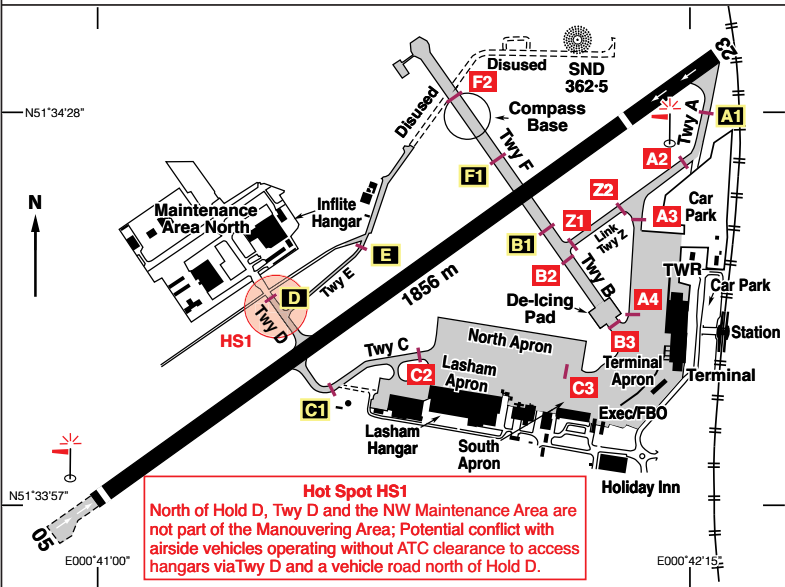 23
Disused
SND
362·5
F2
N51°34'28"
Disused
Compass
Base
Twy A
A1
Twy F
A2
F1
N
Inflite
Hangar
Maintenance
Area North
Z2
Car
Park
A3
Z1
Link
Twy Z
B1
E
B2
Twy B
TWR
Car Park
Twy E
1856 m
D
De-Icing
Pad
A4
Twy D
HS1
B3
Station
North Apron
Twy C
Terminal
Apron
Lasham
Apron
C2
C3
Terminal
C1
Exec/FBO
Lasham
Hangar
South
Apron
Holiday Inn
N51°33'57"
05
Hot Spot HS1
North of Hold D, Twy D and the NW Maintenance Area are
not part of the Manouvering Area; Potential conflict with
airside vehicles operating without ATC clearance to access
hangars viaTwy D and a vehicle road north of Hold D.
E000°41'00"
E000°42'15"